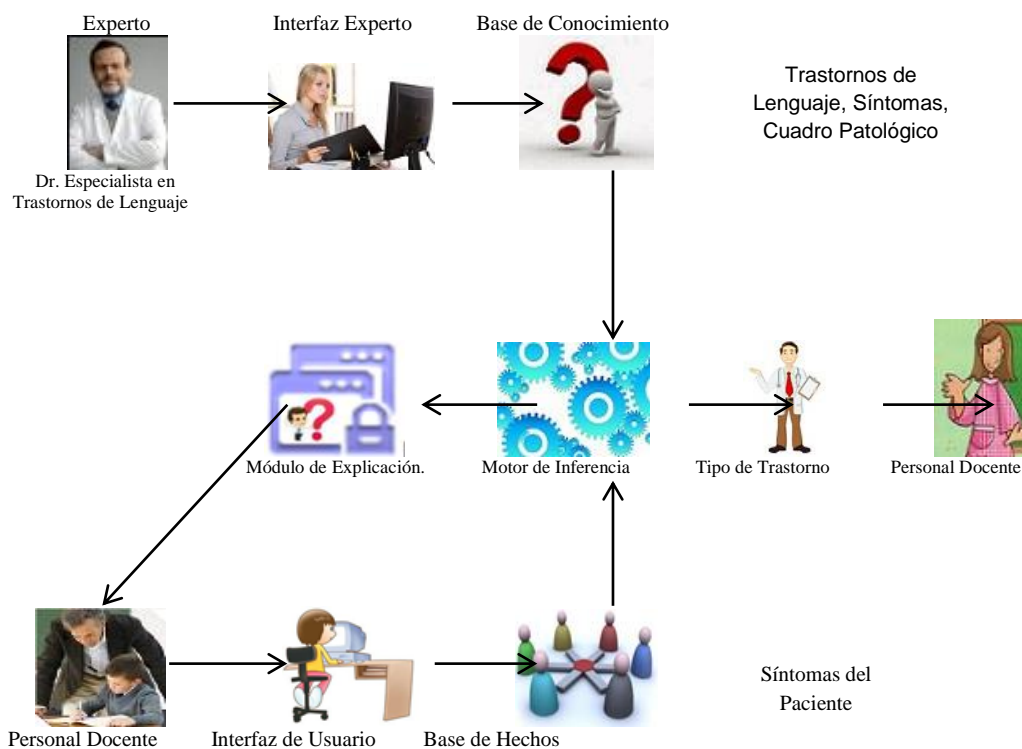 Experto
Interfaz Experto
Base de Conocimiento
Trastornos de
Lenguaje, Síntomas,
Cuadro Patológico
Dr. Especialista en
Trastornos de Lenguaje
Módulo de Explicación.
Motor de Inferencia
Tipo de Trastorno
Personal Docente
Síntomas del
Paciente
Personal Docente
Interfaz de Usuario
Base de Hechos